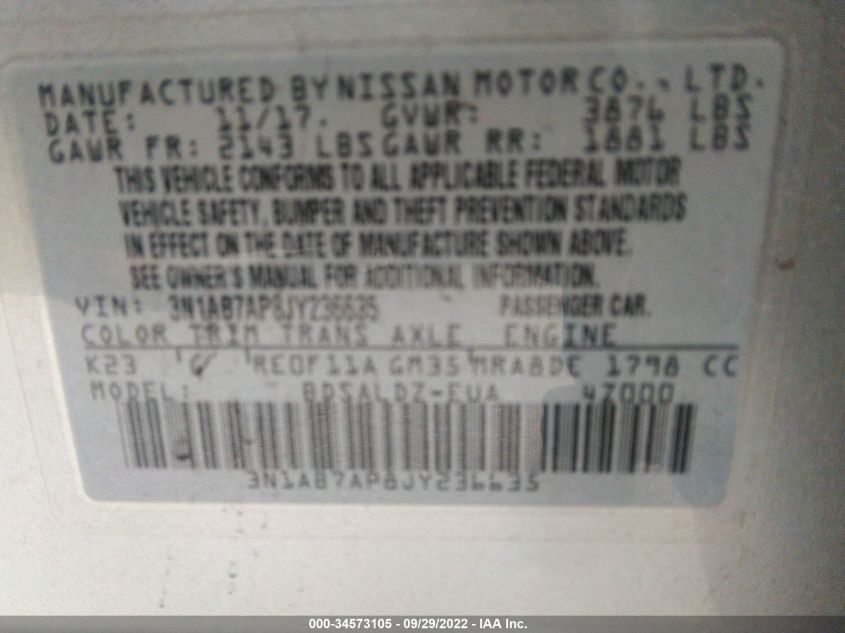 MANUFACTURED BY NISSAN MOTOR CO., LTD.
DATE: 11/17. GVWR: 3876 LBS
GAWR FR: 2143 LBS GAWR RR: 1881 LBS
THIS VEHICLE CONFORMS TO ALL APPLICABLE FEDERAL MOTOR
VEHICLE SAFETY, BUMPER AND THEFT PREVENTION STANDARDS
IN EFFECT ON THE DATE OF MANUFACTURE SHOWN ABOVE.
SEE OWNER'S MANUAL FOR ADDITIONAL INFORMATION.
VIN: 3N1AB7AP8JY236635 PASSENGER CAR.
COLOR TRIM TRANS AXLE ENGINE
K23 G RE0F11A GM35 MRA8DE 1798 CC
MODEL: BDSALDZ-EUA 4Z000
3N1AB7AP8JY236635
000-34573105 - 09/29/2022 - IAA Inc.